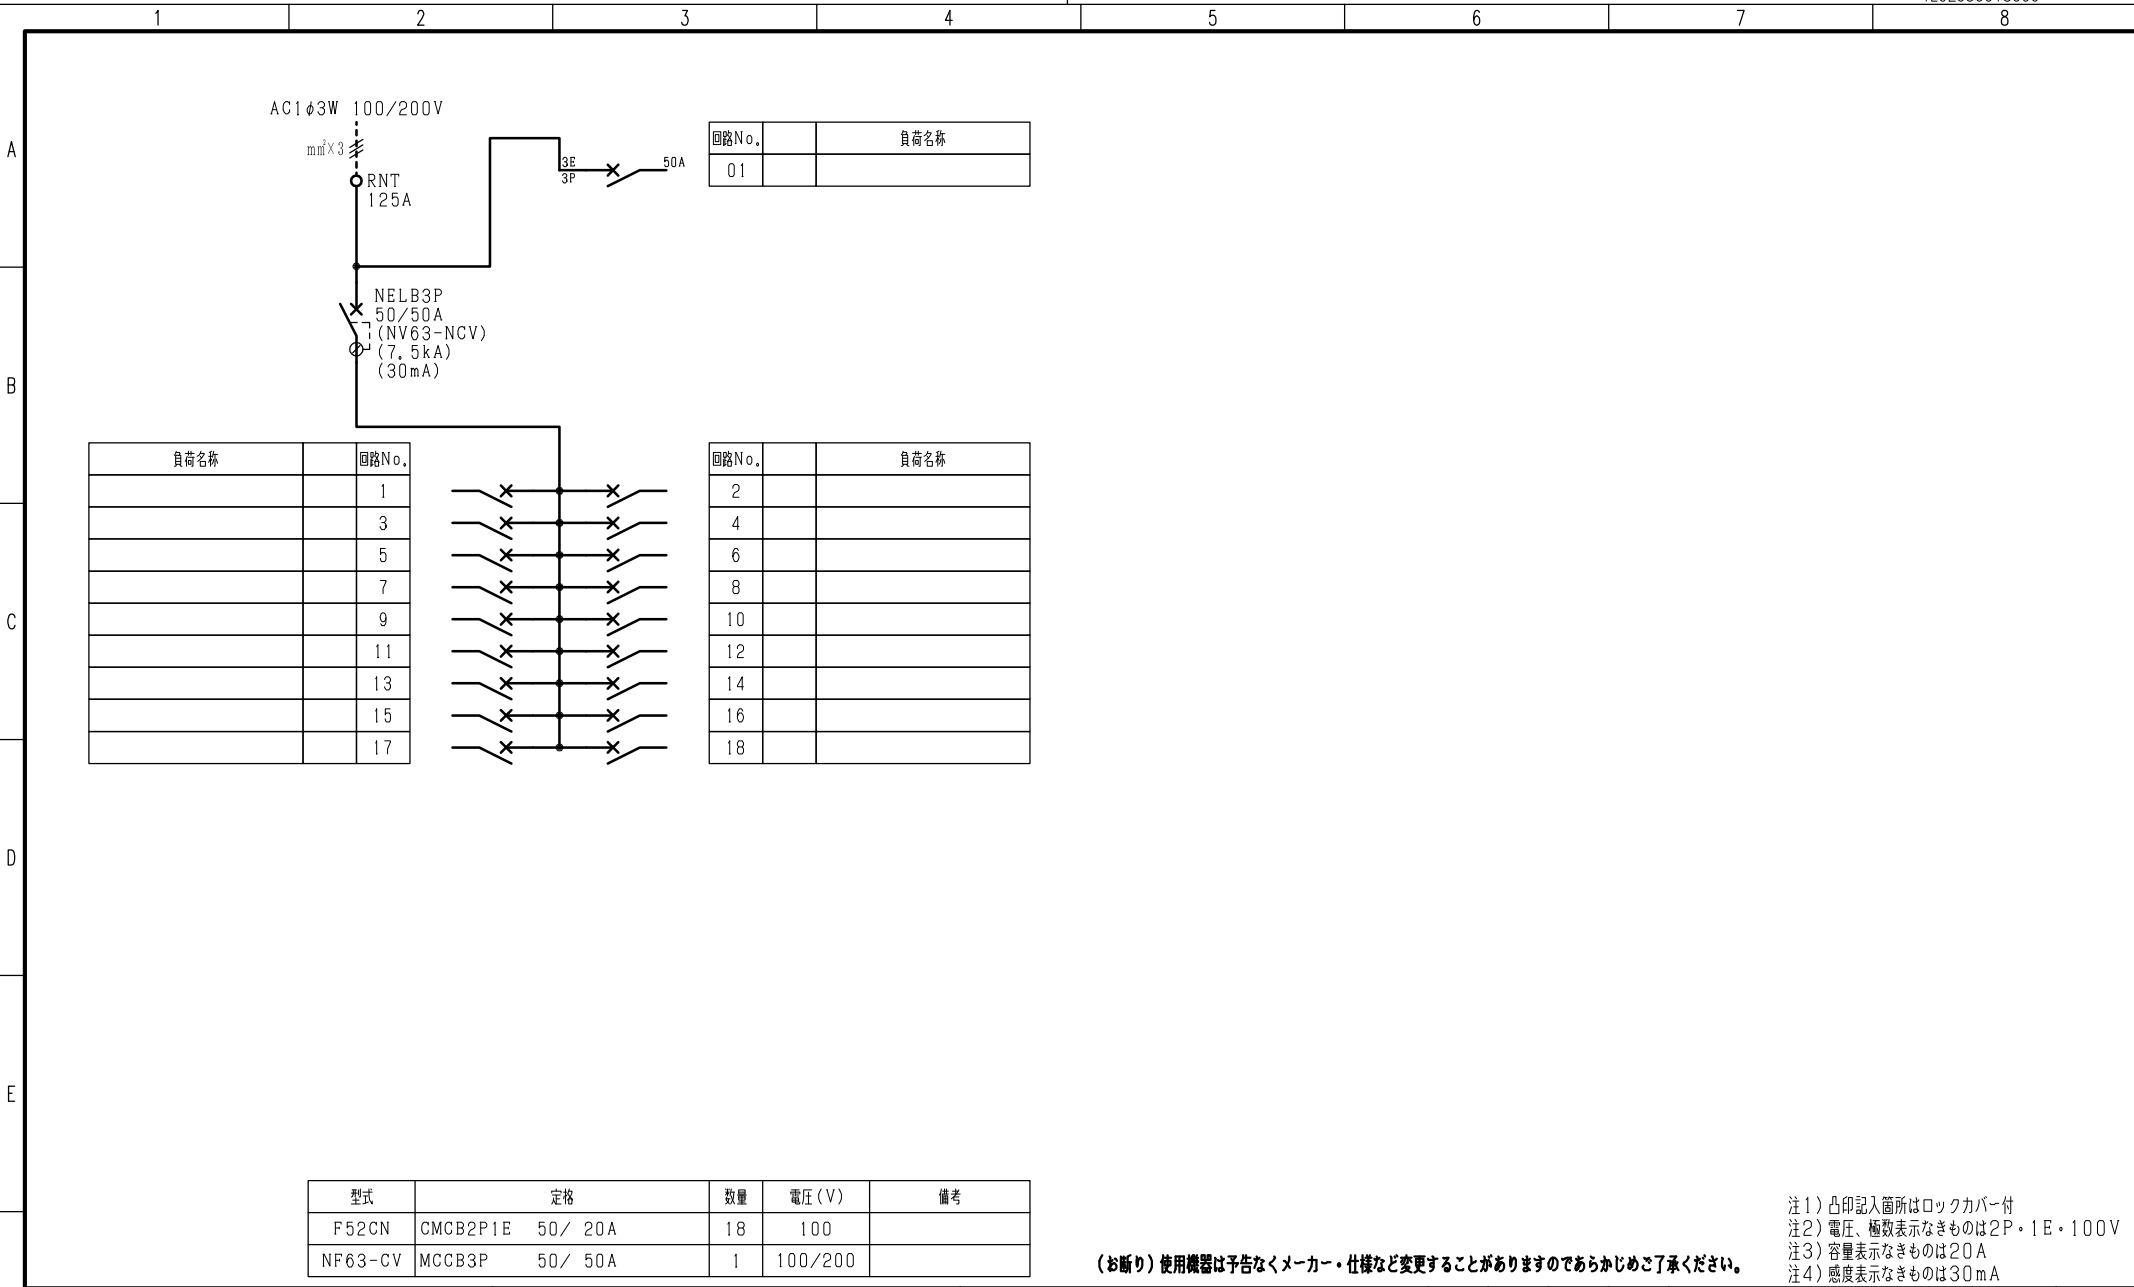 1 2 3 4 5 6 7 8
A
B
C
D
E
AC1φ3W 100/200V
mm²×3
RNT
125A
3E
3P
50A
回路No. 負荷名称
01
NELB3P
50/50A
(NV63-NCV)
(7.5kA)
(30mA)
負荷名称 回路No.
1
3
5
7
9
11
13
15
17
回路No. 負荷名称
2
4
6
8
10
12
14
16
18
型式 定格 数量 電圧(V) 備考
F52CN CMCB2P1E 50/ 20A 18 100
NF63-CV MCCB3P 50/ 50A 1 100/200
(お断り)使用機器は予告なくメーカー・仕様など変更することがありますのであらかじめご了承ください。
注1)凸印記入箇所はロックカバー付
注2)電圧、極数表示なきものは2P・1E・100V
注3)容量表示なきものは20A
注4)感度表示なきものは30mA